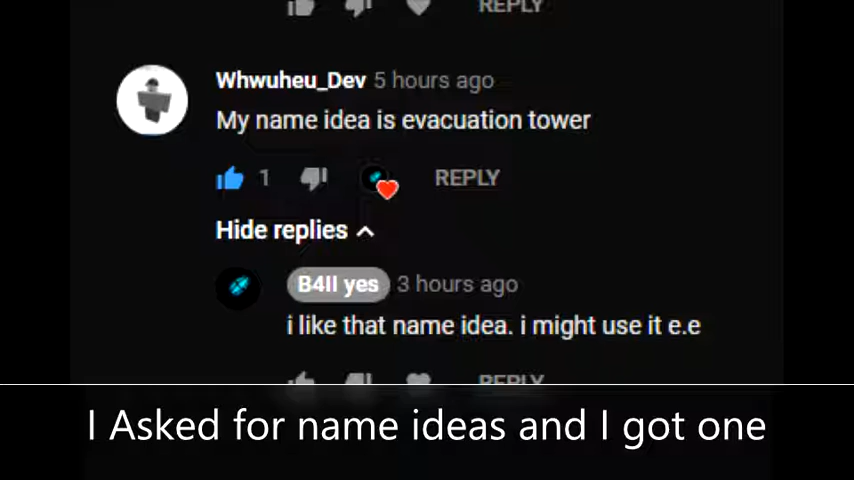 REPLY
Whwuheu_Dev 5 hours ago
My name idea is evacuation tower
1 REPLY
Hide replies
B4II yes 3 hours ago
i like that name idea. i might use it e.e
REPLY
I Asked for name ideas and I got one